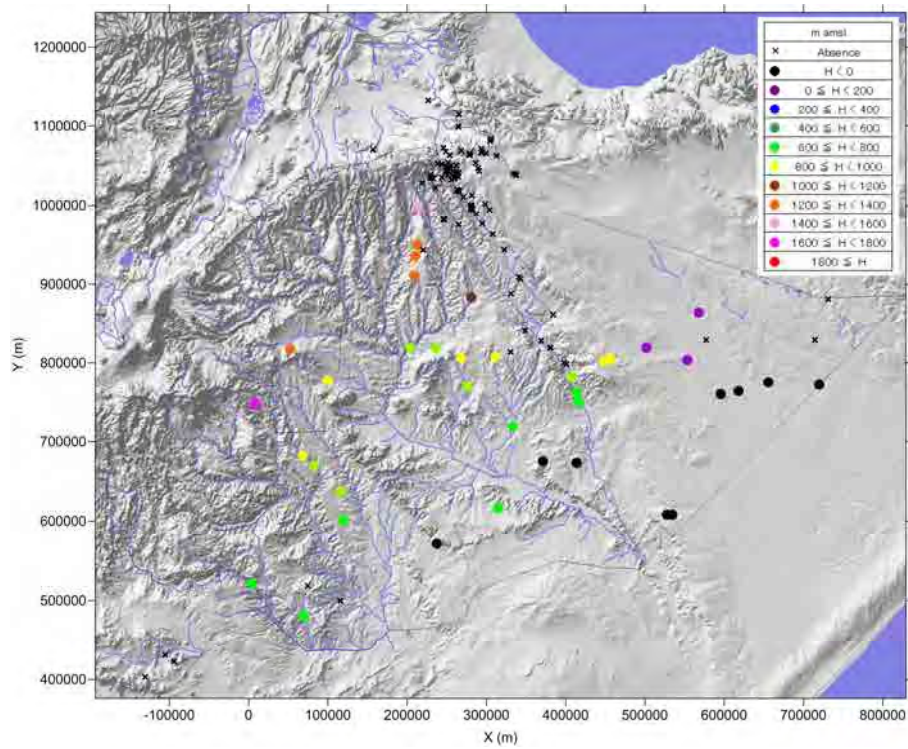 m amsl
Absence
H < 0
0 ≦ H < 200
200 ≦ H < 400
400 ≦ H < 600
600 ≦ H < 800
800 ≦ H < 1000
1000 ≦ H < 1200
1200 ≦ H < 1400
1400 ≦ H < 1600
1600 ≦ H < 1800
1800 ≦ H
1200000
1100000
1000000
900000
800000
700000
600000
500000
400000
Y (m)
-100000 0 100000 200000 300000 400000 500000 600000 700000 800000
X (m)